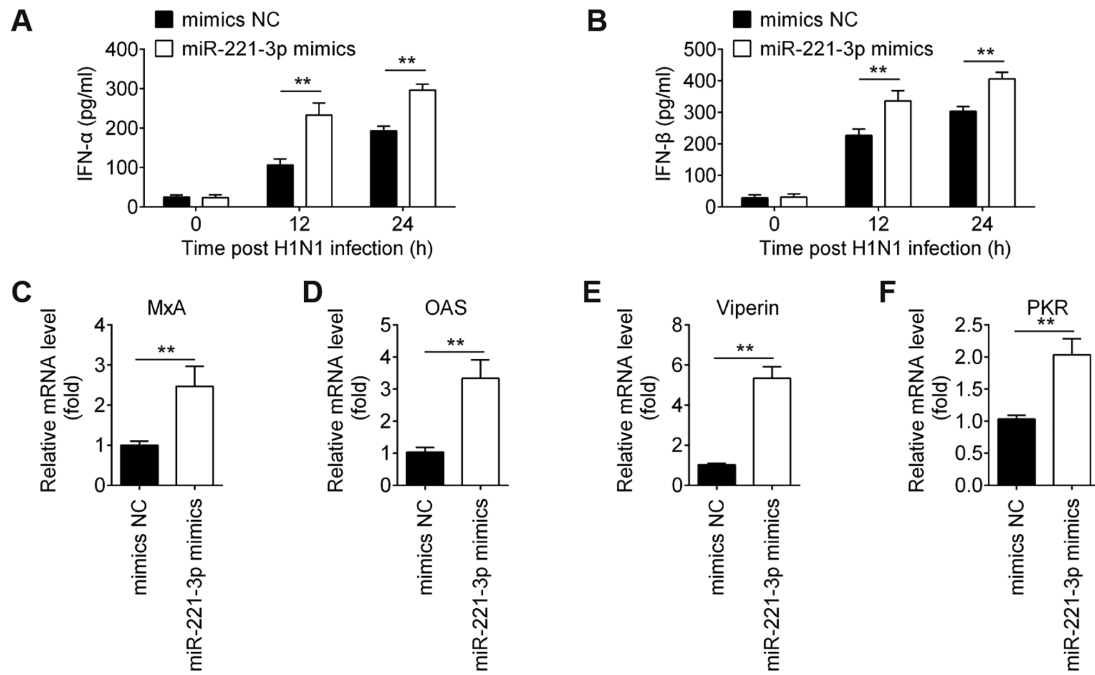 A
mimics NC
miR-221-3p mimics
IFN-α (pg/ml)
400
300
200
100
0
**
**
0
12
24
Time post H1N1 infection (h)
B
mimics NC
miR-221-3p mimics
IFN-β (pg/ml)
500
400
300
200
100
0
**
**
0
12
24
Time post H1N1 infection (h)
C
MxA
Relative mRNA level
(fold)
4
3
2
1
0
**
mimics NC
miR-221-3p mimics
D
OAS
Relative mRNA level
(fold)
5
4
3
2
1
0
**
mimics NC
miR-221-3p mimics
E
Viperin
Relative mRNA level
(fold)
8
6
4
2
0
**
mimics NC
miR-221-3p mimics
F
PKR
Relative mRNA level
(fold)
2.5
2.0
1.5
1.0
0.5
0.0
**
mimics NC
miR-221-3p mimics